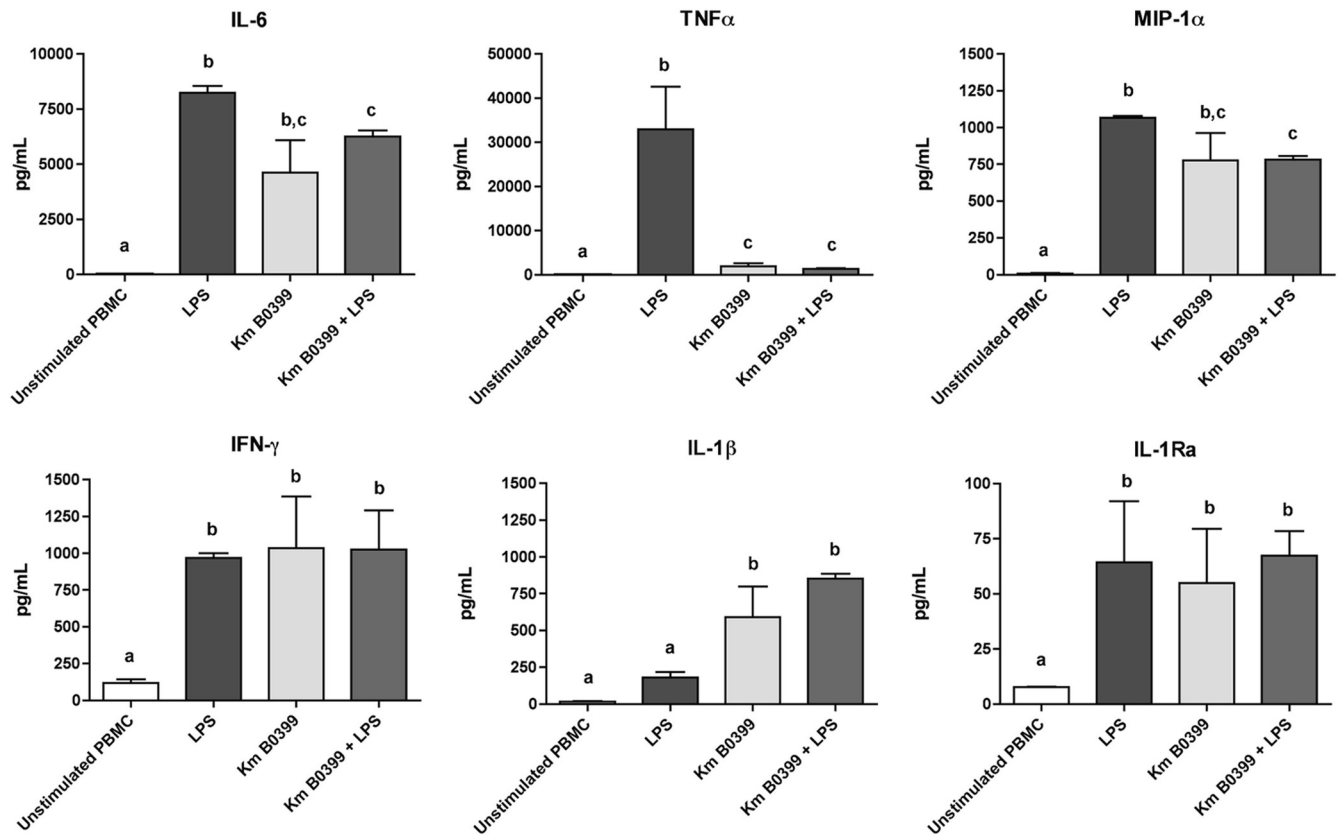 IL-6
pg/mL
10000
7500
5000
2500
0
a
b
b,c
c
Unstimulated PBMC
LPS
Km B0399
Km B0399 + LPS
TNFα
pg/mL
50000
40000
30000
20000
10000
0
a
b
c
c
Unstimulated PBMC
LPS
Km B0399
Km B0399 + LPS
MIP-1α
pg/mL
1500
1250
1000
750
500
250
0
a
b
b,c
c
Unstimulated PBMC
LPS
Km B0399
Km B0399 + LPS
IFN-γ
pg/mL
1500
1250
1000
750
500
250
0
a
b
b
b
Unstimulated PBMC
LPS
Km B0399
Km B0399 + LPS
IL-1β
pg/mL
1500
1250
1000
750
500
250
0
a
a
b
b
Unstimulated PBMC
LPS
Km B0399
Km B0399 + LPS
IL-1Ra
pg/mL
100
75
50
25
0
a
b
b
b
Unstimulated PBMC
LPS
Km B0399
Km B0399 + LPS